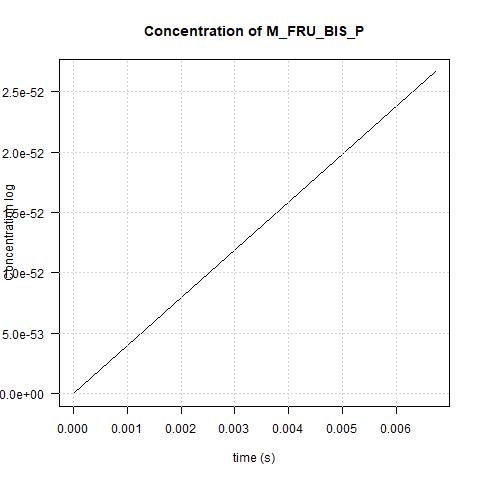 Concentration of M_FRU_BIS_P
2.5e-52
2.0e-52
1.5e-52
1.0e-52
5.0e-53
0.0e+00
Concentration log
0.000 0.001 0.002 0.003 0.004 0.005 0.006
time (s)